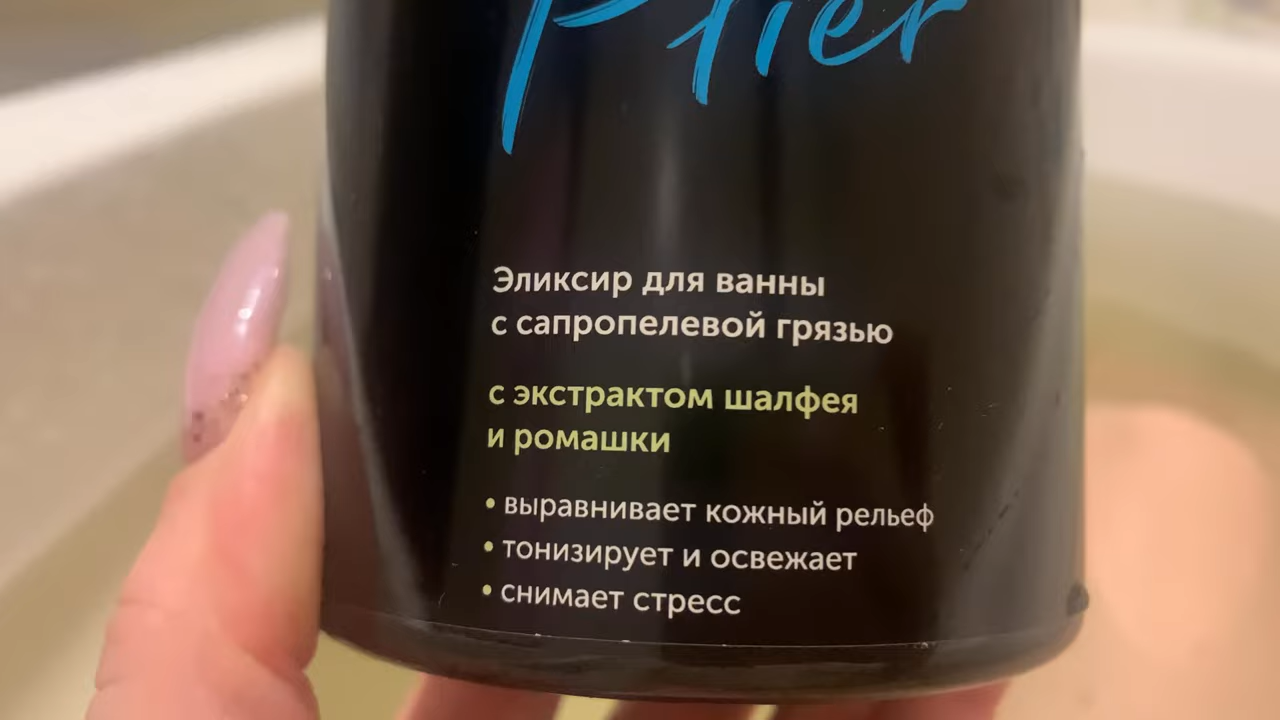 Эликсир для ванны
с сапропелевой грязью
с экстрактом шалфея
и ромашки
• выравнивает кожный рельеф
• тонизирует и освежает
• снимает стресс